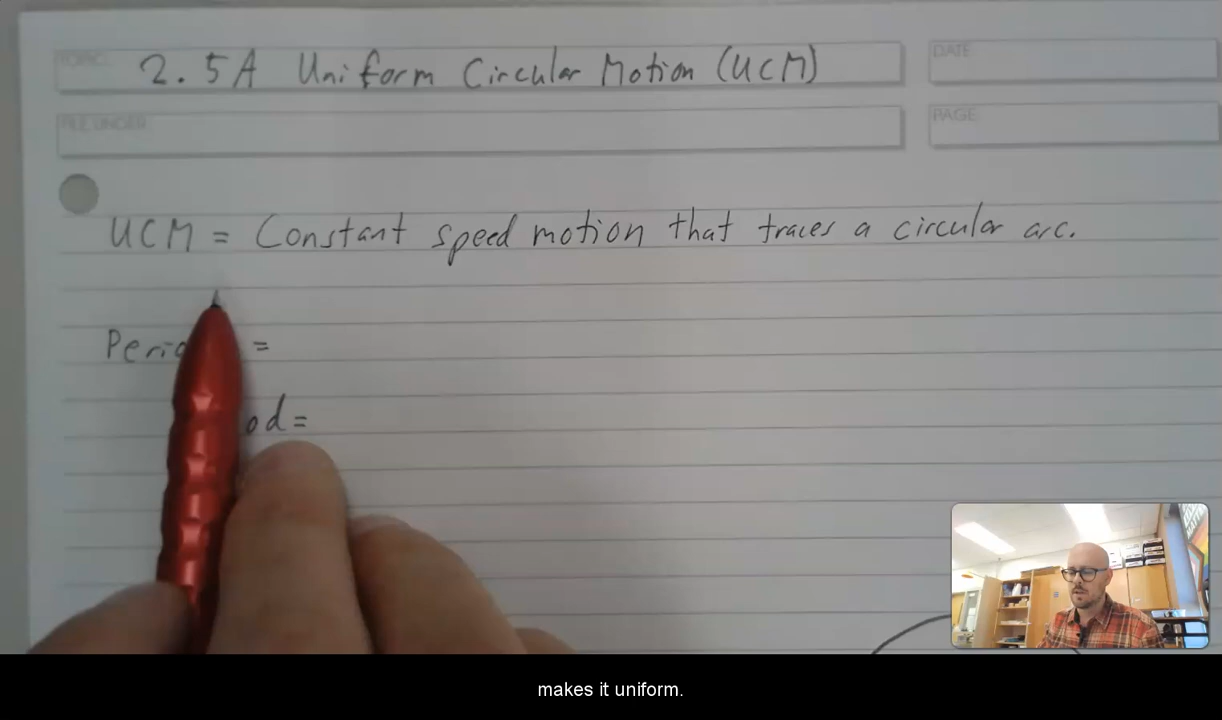 TOPIC
2.5A Uniform Circular Motion (UCM)
DATE
FILE UNDER
PAGE
UCM = Constant speed motion that traces a circular arc.
=
od=
makes it uniform.